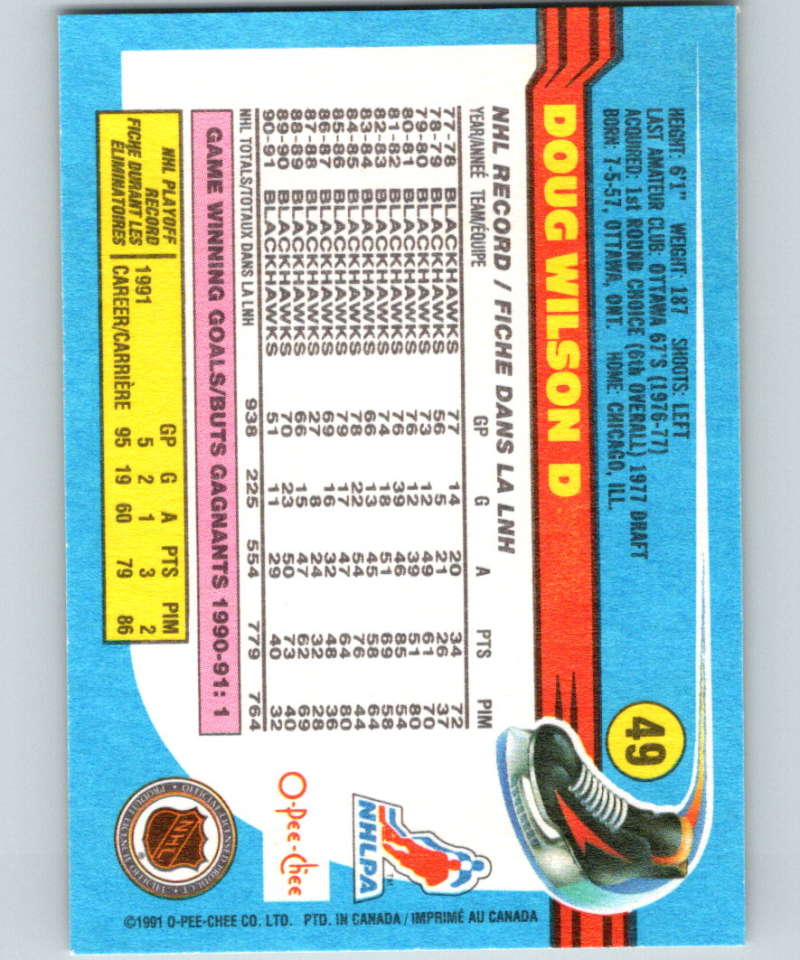 HEIGHT: 6'1" WEIGHT: 187 SHOOTS: LEFT
LAST AMATEUR CLUB: OTTAWA 67'S (1976-77)
ACQUIRED: 1st ROUND CHOICE (6th OVERALL) 1977 DRAFT
BORN: 7-5-57, OTTAWA, ONT. HOME: CHICAGO, ILL.
49
DOUG WILSON D
NHL RECORD / FICHE DANS LA LNH
YEAR/ANNÉE TEAM/ÉQUIPE GP G A PTS PIM
77-78 BLACKHAWKS 77 14 20 34 72
78-79 BLACKHAWKS 56 5 21 26 37
79-80 BLACKHAWKS 73 12 49 61 70
80-81 BLACKHAWKS 76 12 39 51 80
81-82 BLACKHAWKS 76 39 46 85 54
82-83 BLACKHAWKS 74 18 51 69 58
83-84 BLACKHAWKS 66 13 45 58 64
84-85 BLACKHAWKS 78 22 54 76 44
85-86 BLACKHAWKS 79 17 47 64 80
86-87 BLACKHAWKS 69 16 32 48 36
87-88 BLACKHAWKS 27 8 24 32 28
88-89 BLACKHAWKS 66 15 47 62 69
89-90 BLACKHAWKS 70 23 50 73 40
90-91 BLACKHAWKS 51 11 29 40 32
NHL TOTALS/TOTAUX DANS LA LNH 938 225 554 779 764
GAME WINNING GOALS/BUTS GAGNANTS 1990-91: 1
NHL PLAYOFF RECORD
FICHE DURANT LES ÉLIMINATOIRES
GP G A PTS PIM
1991 5 2 1 3 2
CAREER/CARRIÈRE 95 19 60 79 86
NHLPA ™
O-Pee-Chee
NHL ®
OFFICIAL LICENSED PRODUCT
©1991 O-PEE-CHEE CO. LTD. PTD. IN CANADA / IMPRIMÉ AU CANADA